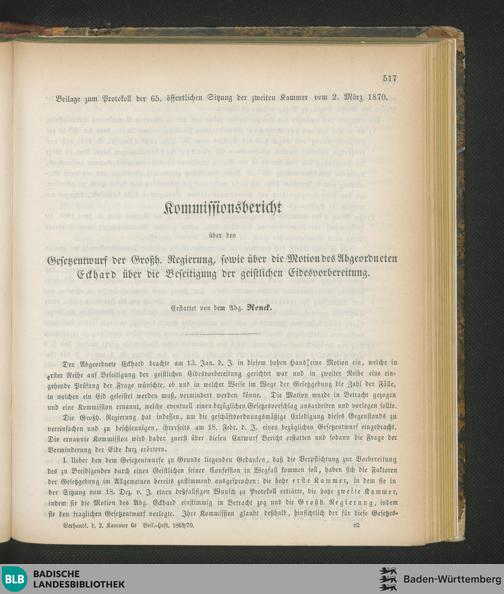 517
Beilage zum Protokoll der 65. öffentlichen Sitzung der zweiten Kammer vom 2. März 1870.
Kommissionsbericht
über den
Gesetzentwurf der Großh. Regierung, sowie über die Motion des Abgeordneten
Eckhard über die Beseitigung der geistlichen Eidesvorbereitung.
Erstattet von dem Abg. Renck.
Der Abgeordnete Eckhard brachte am 13. Jan. d. J. in diesem hohen Hause eine Motion ein, welche in
erster Reihe auf Beseitigung der geistlichen Eidesvorbereitung gerichtet war und in zweiter Reihe eine ein-
gehende Prüfung der Frage wünschte, ob und in welcher Weise im Wege der Gesetzgebung die Zahl der Fälle,
in welchen ein Eid geleistet werden muß, vermindert werden könne. Die Motion wurde in Betracht gezogen
und eine Kommission ernannt, welche eventuell einen bezüglichen Gesetzesvorschlag ausarbeiten und vorlegen sollte.
Die Großh. Regierung hat indessen, um die geschäftsordnungsmäßige Erledigung dieses Gegenstands zu
vereinfachen und zu beschleunigen, ihrerseits am 18. Febr. d. J. einen bezüglichen Gesetzentwurf eingebracht.
Die ernannte Kommission wird daher zuerst über diesen Entwurf Bericht erstatten und sodann die Frage der
Verminderung der Eide kurz erörtern.
I. Ueber den dem Gesetzentwurfe zu Grunde liegenden Gedanken, daß die Verpflichtung zur Vorbereitung
des zu Beeidigenden durch einen Geistlichen seiner Confession in Wegfall kommen soll, haben sich die Faktoren
der Gesetzgebung im Allgemeinen bereits zustimmend ausgesprochen: die hohe erste Kammer, in dem sie in
der Sitzung vom 18. Dez. v. J. einen deßfallsigen Wunsch zu Protokoll erklärte, die hohe zweite Kammer,
indem sie die Motion des Abg. Eckhard einstimmig in Betracht zog und die Großh. Regierung, indem
sie den fraglichen Gesetzentwurf vorlegte. Ihre Kommission glaubt deßhalb, hinsichtlich der für diese Gesetzes-
Verhandl. d. 2. Kammer 6s Beil.-Heft. 1869/70. 82
BLB BADISCHE
LANDESBIBLIOTHEK
Baden-Württemberg